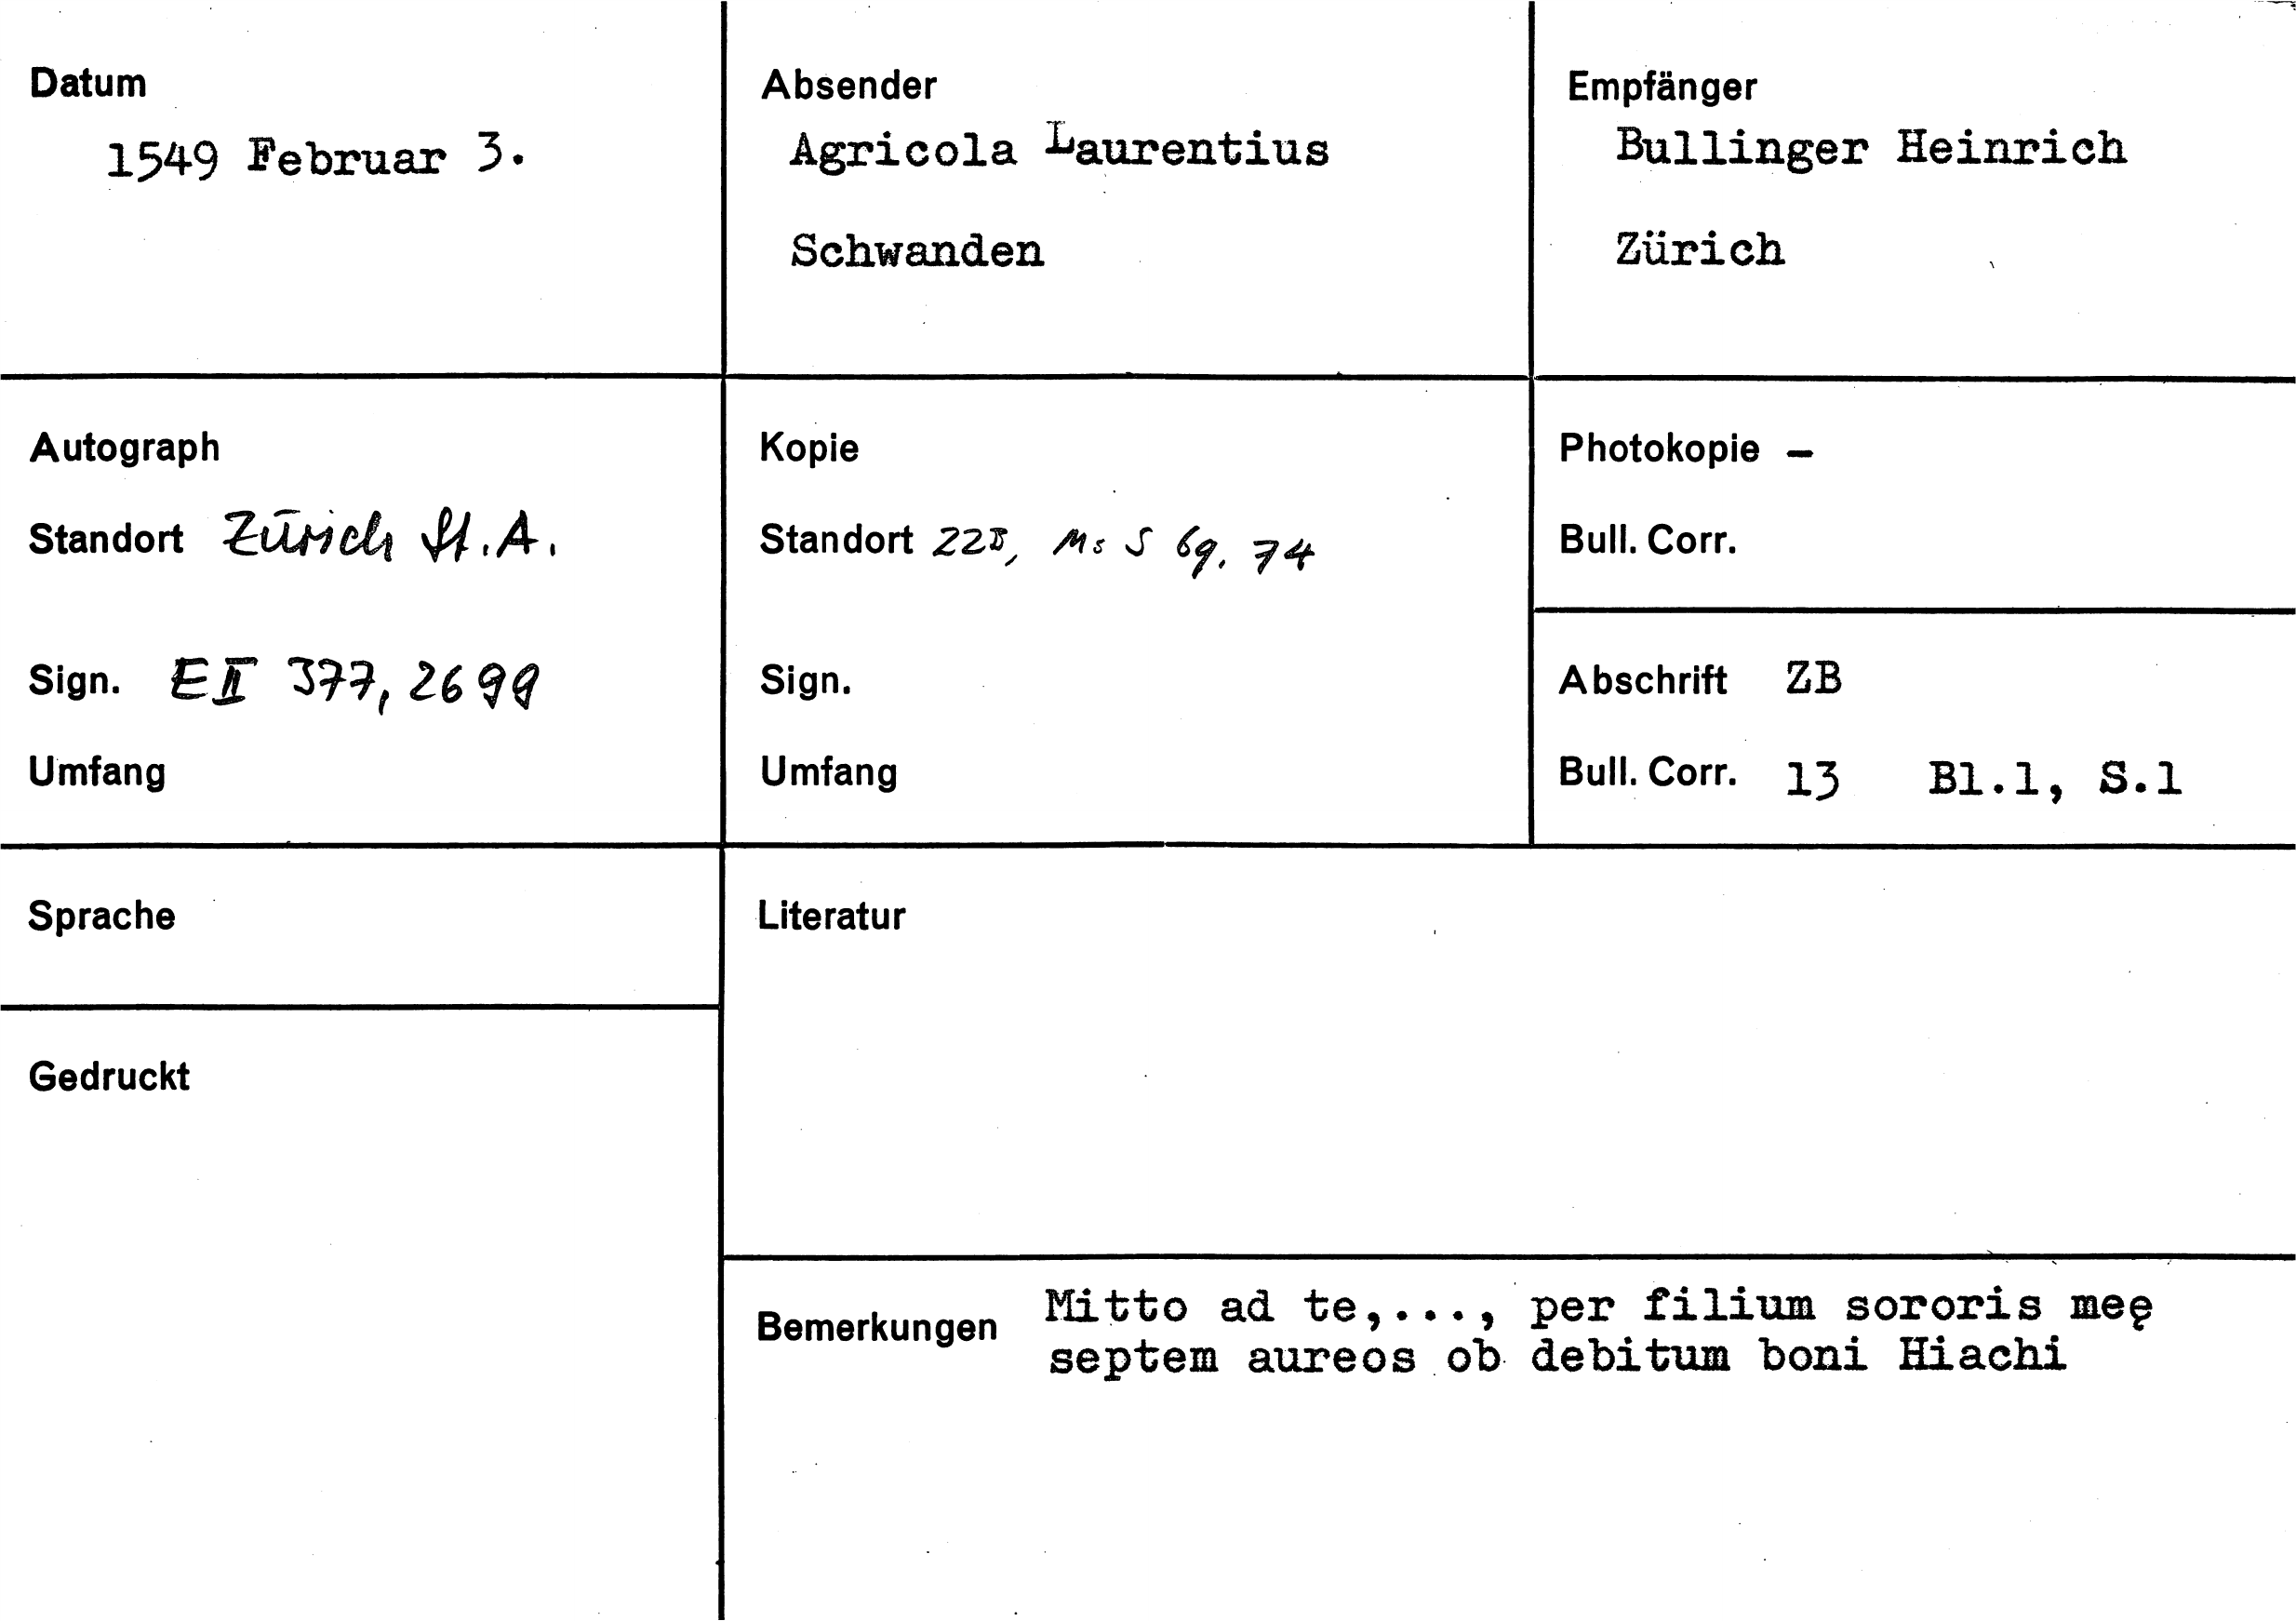 Datum
1549 Februar 3.
Absender
Agricola Laurentius
Schwanden
Empfänger
Bullinger Heinrich
Zürich
Autograph
Standort Zürich St.A.
Sign. E II 377, 2699
Umfang
Kopie
Standort ZZB, Ms S 69, 74
Sign.
Umfang
Photokopie –
Bull. Corr.
Abschrift ZB
Bull. Corr. 13 Bl.1, S.1
Sprache
Gedruckt
Literatur
Bemerkungen Mitto ad te,..., per filium sororis meę
septem aureos ob debitum boni Hiachi